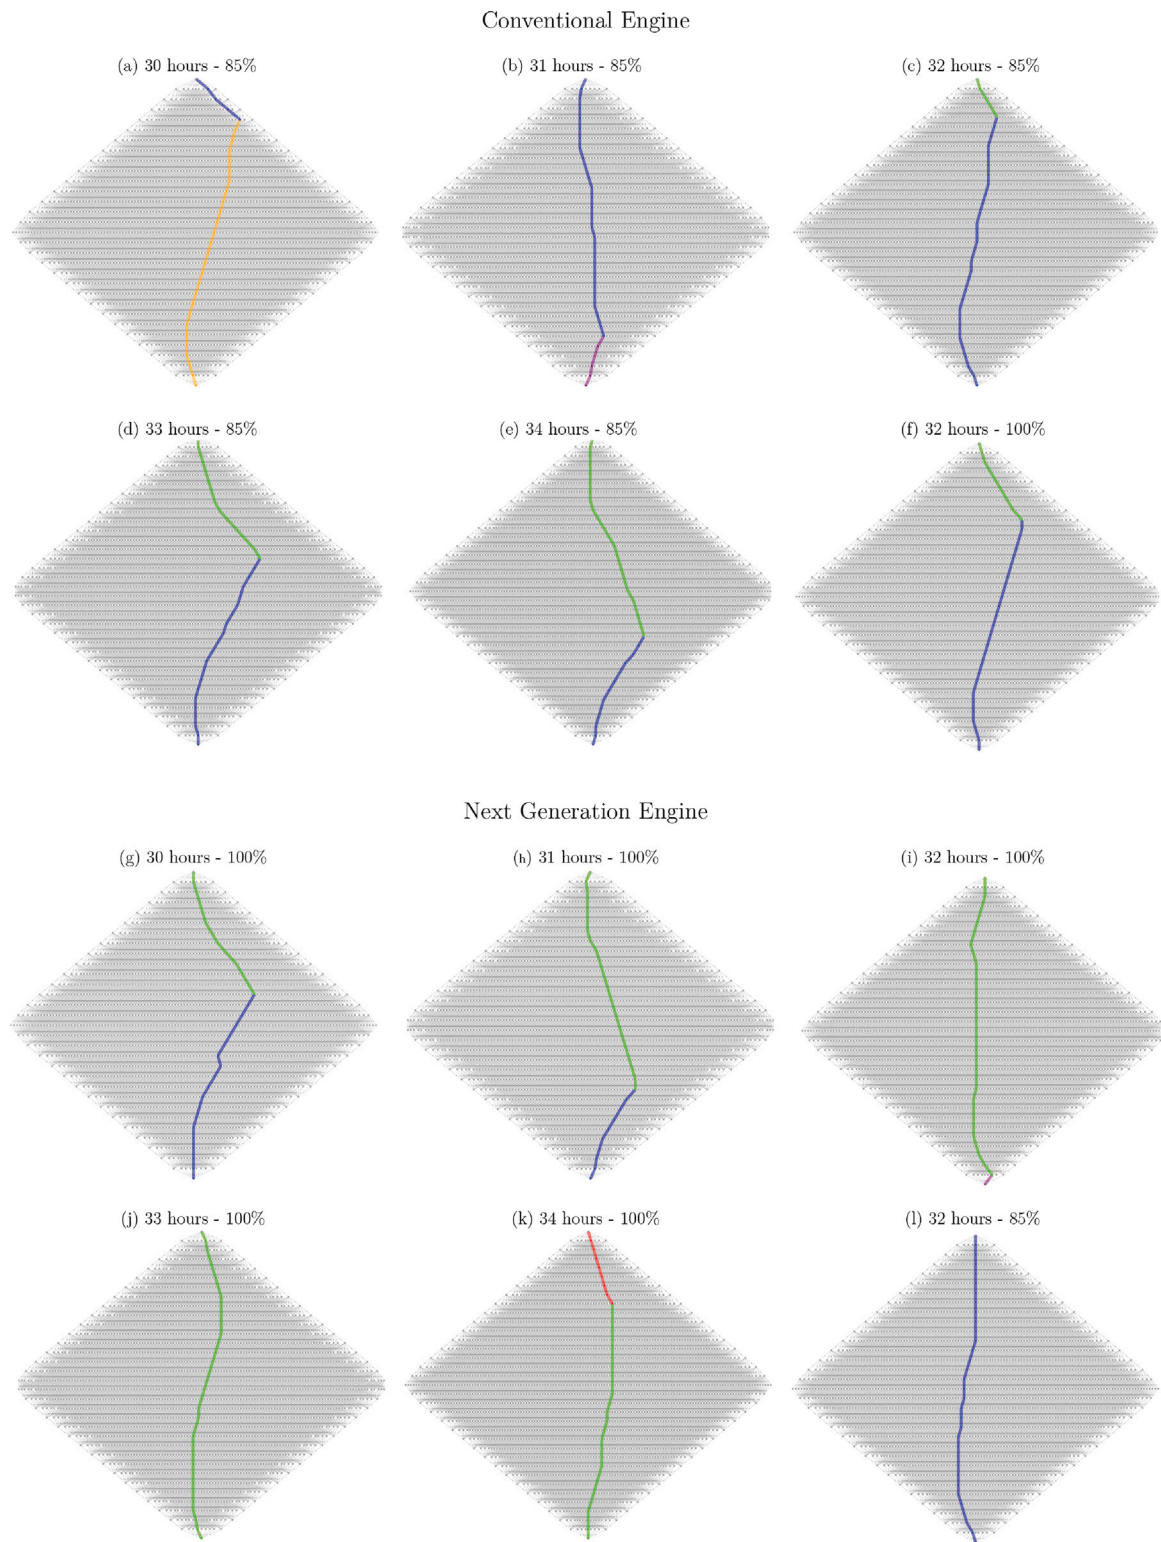 Conventional Engine
(a) 30 hours - 85%
(b) 31 hours - 85%
(c) 32 hours - 85%
(d) 33 hours - 85%
(e) 34 hours - 85%
(f) 32 hours - 100%
Next Generation Engine
(g) 30 hours - 100%
(h) 31 hours - 100%
(i) 32 hours - 100%
(j) 33 hours - 100%
(k) 34 hours - 100%
(l) 32 hours - 85%